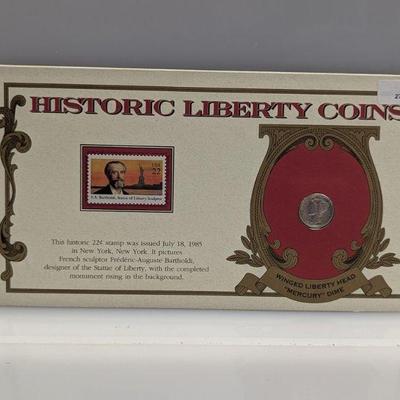 HISTORIC LIBERTY COINS
USA
22
F.A. Bartholdi, Statue of Liberty Sculptor
This historic 22¢ stamp was issued July 18, 1985
in New York, New York. It pictures
French sculptor Frédéric-Auguste Bartholdi,
designer of the Statue of Liberty, with the completed
monument rising in the background.
WINGED LIBERTY HEAD
"MERCURY" DIME